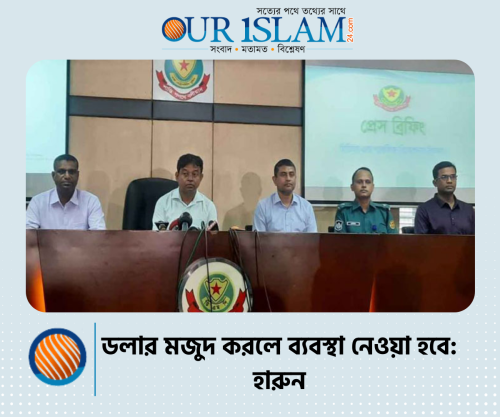 সত্যের পথে তথ্যের সাথে
OUR ISLAM
24.com
সংবাদ • মতামত • বিশ্লেষণ
প্রেস ব্রিফিং
ডলার মজুদ করলে ব্যবস্থা নেওয়া হবে:
হারুন